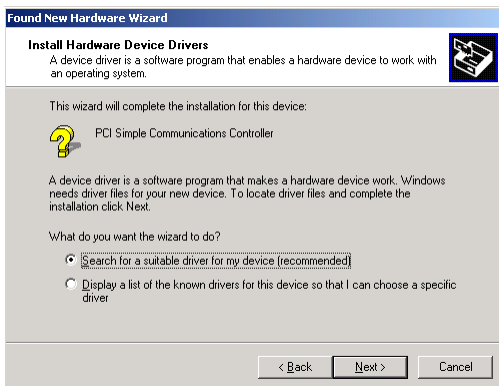 Found New Hardware Wizard
Install Hardware Device Drivers
A device driver is a software program that enables a hardware device to work with
an operating system.
This wizard will complete the installation for this device:
PCI Simple Communications Controller
A device driver is a software program that makes a hardware device work. Windows
needs driver files for your new device. To locate driver files and complete the
installation click Next.
What do you want the wizard to do?
Search for a suitable driver for my device (recommended)
Display a list of the known drivers for this device so that I can choose a specific
driver
< Back Next > Cancel